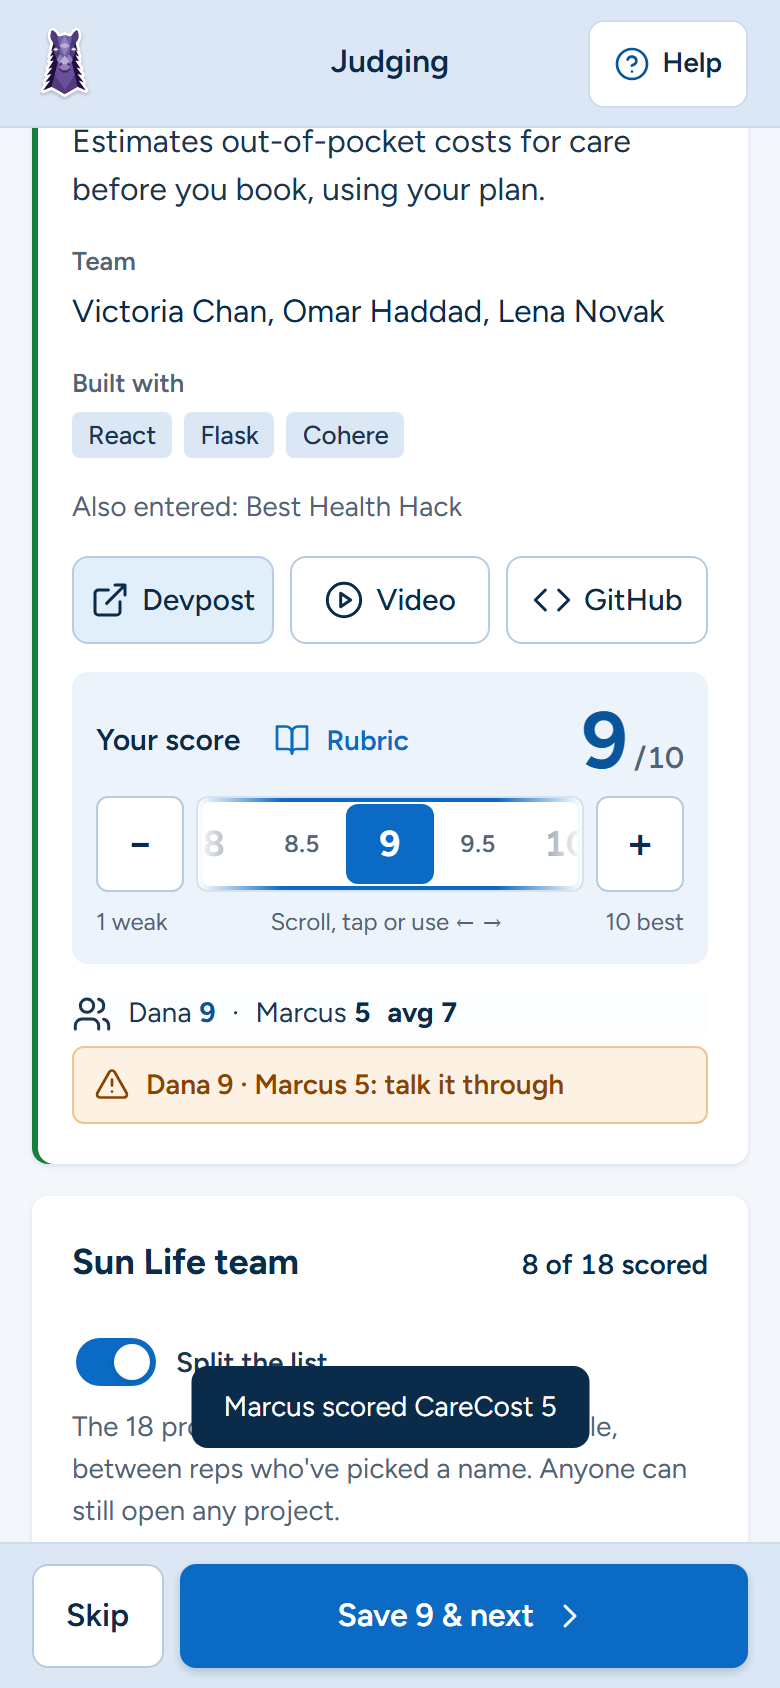 Judging
Help
Estimates out-of-pocket costs for care
before you book, using your plan.
Team
Victoria Chan, Omar Haddad, Lena Novak
Built with
React Flask Cohere
Also entered: Best Health Hack
Devpost Video GitHub
Your score Rubric 9/10
− 8 8.5 9 9.5 10 +
1 weak Scroll, tap or use ← → 10 best
Dana 9 · Marcus 5 avg 7
Dana 9 · Marcus 5: talk it through
Sun Life team 8 of 18 scored
Split the list
Marcus scored CareCost 5
The 18
between reps who've picked a name. Anyone can
still open any project.
Skip Save 9 & next